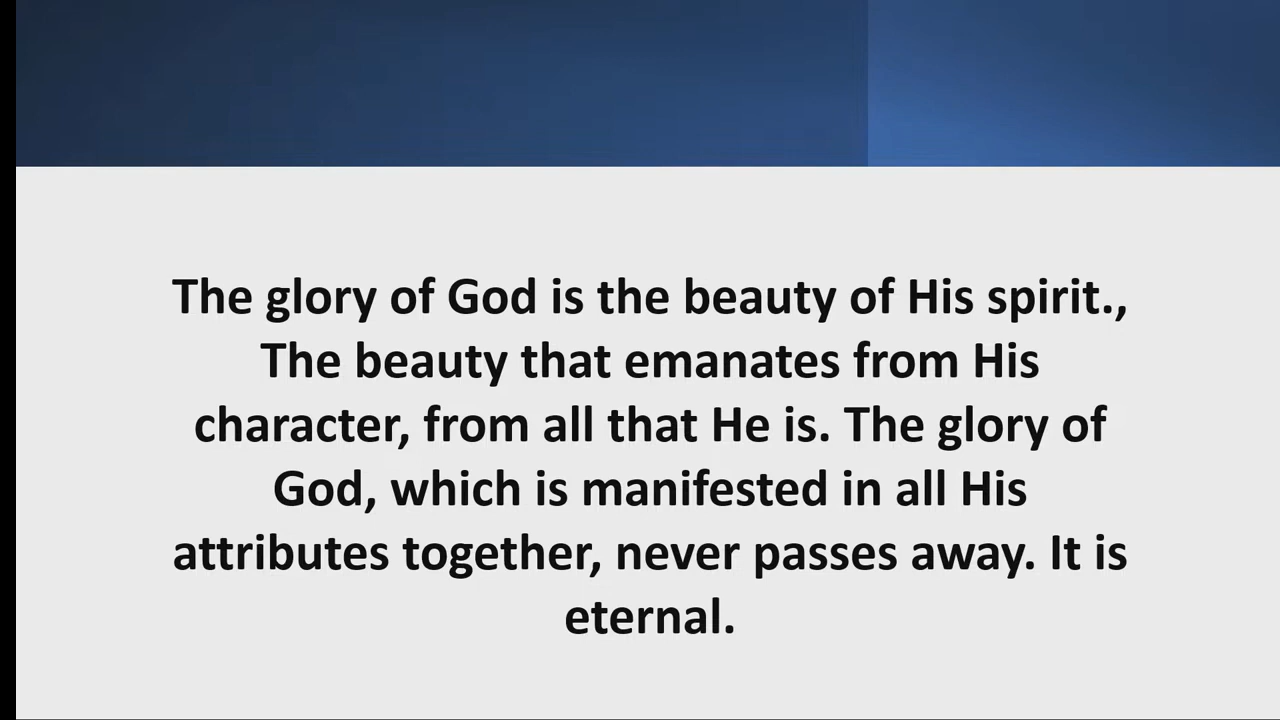 The glory of God is the beauty of His spirit.,
The beauty that emanates from His
character, from all that He is. The glory of
God, which is manifested in all His
attributes together, never passes away. It is
eternal.